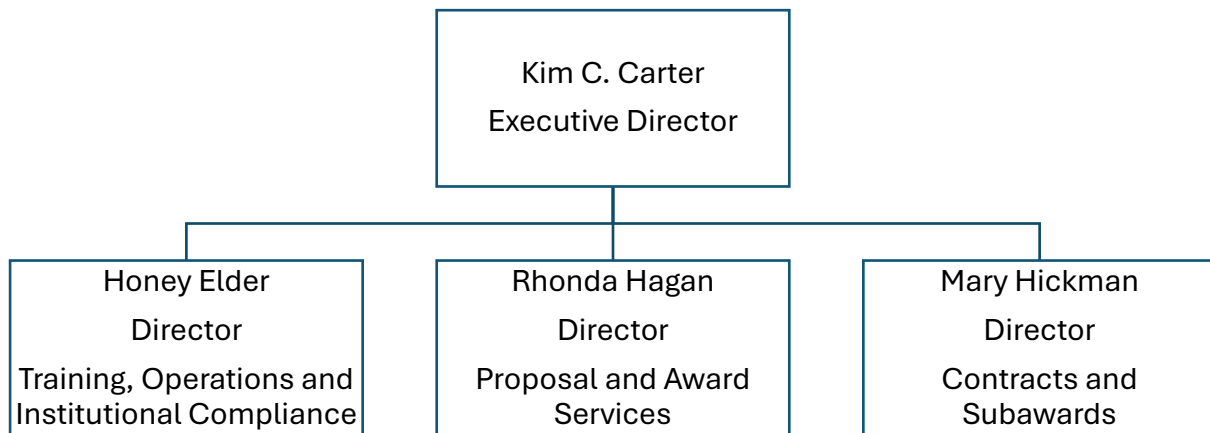 Kim C. Carter
Executive Director
Honey Elder
Director
Training, Operations and
Institutional Compliance
Rhonda Hagan
Director
Proposal and Award
Services
Mary Hickman
Director
Contracts and
Subawards